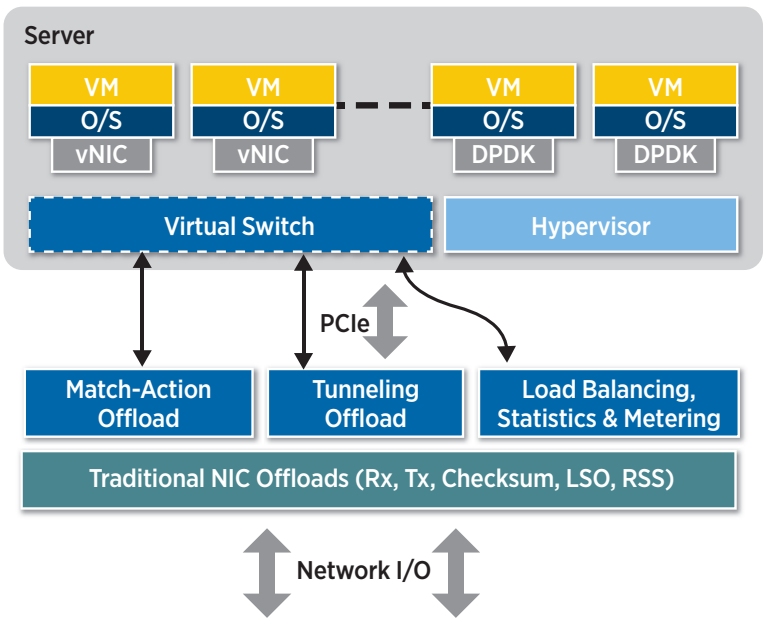 Server
VM
VM
VM
VM
O/S
O/S
O/S
O/S
vNIC
vNIC
DPDK
DPDK
Virtual Switch
Hypervisor
PCIe
Match-Action
Offload
Tunneling
Offload
Load Balancing,
Statistics & Metering
Traditional NIC Offloads (Rx, Tx, Checksum, LSO, RSS)
Network I/O